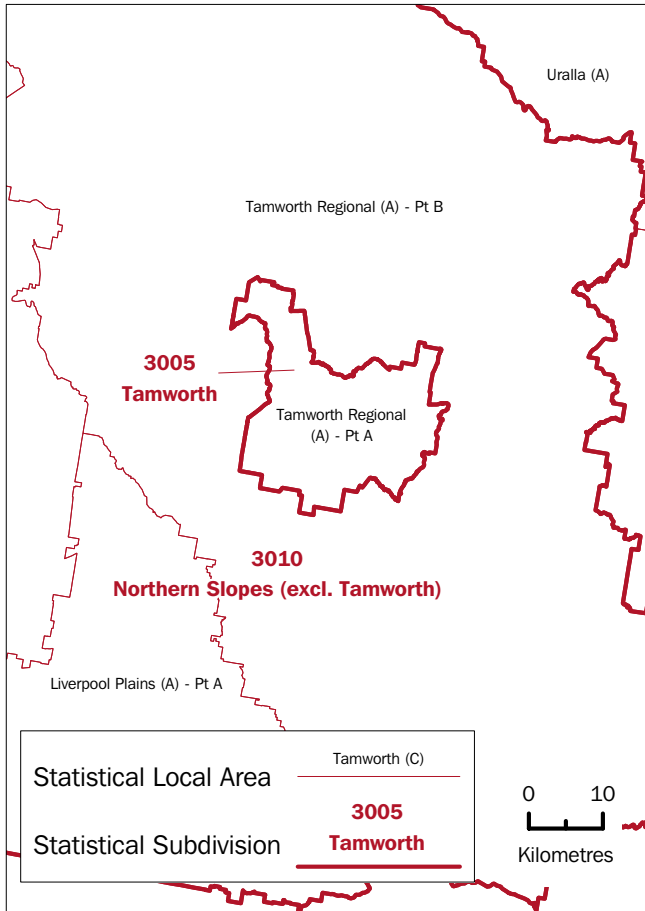 Uralla (A)
Tamworth Regional (A) - Pt B
3005
Tamworth
Tamworth Regional
(A) - Pt A
3010
Northern Slopes (excl. Tamworth)
Liverpool Plains (A) - Pt A
Statistical Local Area
Tamworth (C)
Statistical Subdivision
3005
Tamworth
0 10
Kilometres